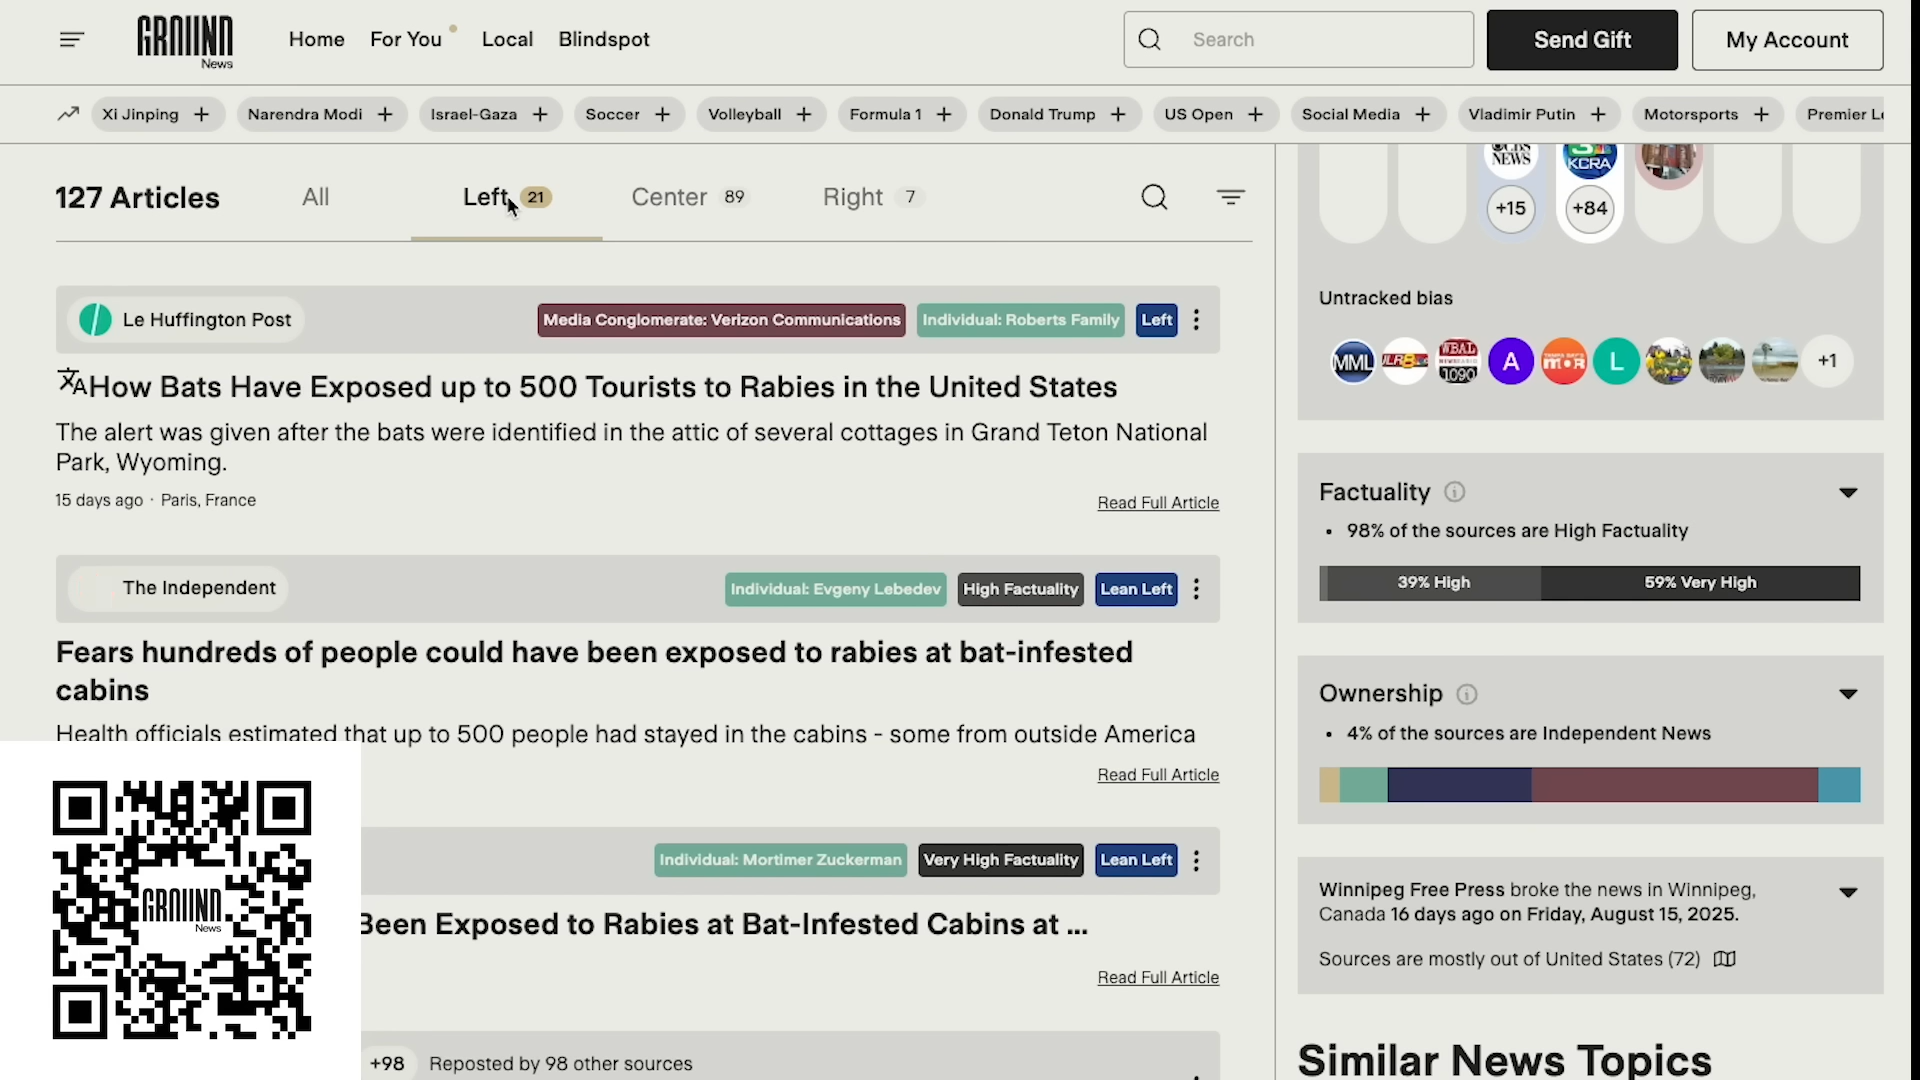 GROUND
News
Home
For You
Local
Blindspot
Search
Send Gift
My Account
Xi Jinping +
Narendra Modi +
Israel-Gaza +
Soccer +
Volleyball +
Formula 1 +
Donald Trump +
US Open +
Social Media +
Vladimir Putin +
Motorsports +
Premier Le
127 Articles
All
Left 21
Center 89
Right 7
Le Huffington Post
Media Conglomerate: Verizon Communications
Individual: Roberts Family
Left
How Bats Have Exposed up to 500 Tourists to Rabies in the United States
The alert was given after the bats were identified in the attic of several cottages in Grand Teton National
Park, Wyoming.
15 days ago · Paris, France
Read Full Article
The Independent
Individual: Evgeny Lebedev
High Factuality
Lean Left
Fears hundreds of people could have been exposed to rabies at bat-infested
cabins
Health officials estimated that up to 500 people had stayed in the cabins - some from outside America
Read Full Article
Individual: Mortimer Zuckerman
Very High Factuality
Lean Left
Been Exposed to Rabies at Bat-Infested Cabins at ...
Read Full Article
+98
Reposted by 98 other sources
GROUND
News
CBS
NEWS
3
KCRA
+15
+84
Untracked bias
MML
WBAL
1090
A
L
+1
Factuality
• 98% of the sources are High Factuality
39% High
59% Very High
Ownership
• 4% of the sources are Independent News
Winnipeg Free Press broke the news in Winnipeg,
Canada 16 days ago on Friday, August 15, 2025.
Sources are mostly out of United States (72)
Similar News Topics